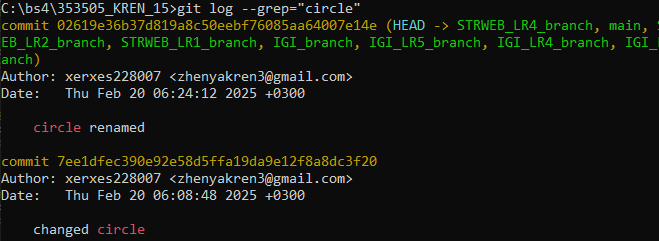 C:\bs4\353505_KREN_15>git log --grep="circle"
commit 02619e36b37d819a8c50eebf76085aa64007e14e (HEAD -> STRWEB_LR4_branch, main,
EB_LR2_branch, STRWEB_LR1_branch, IGI_branch, IGI_LR5_branch, IGI_LR4_branch, IGI_
anch)
Author: xerxes228007 <zhenyakren3@gmail.com>
Date:   Thu Feb 20 06:24:12 2025 +0300
circle renamed
commit 7ee1dfec390e92e58d5ffa19da9e12f8a8dc3f20
Author: xerxes228007 <zhenyakren3@gmail.com>
Date:   Thu Feb 20 06:08:48 2025 +0300
changed circle